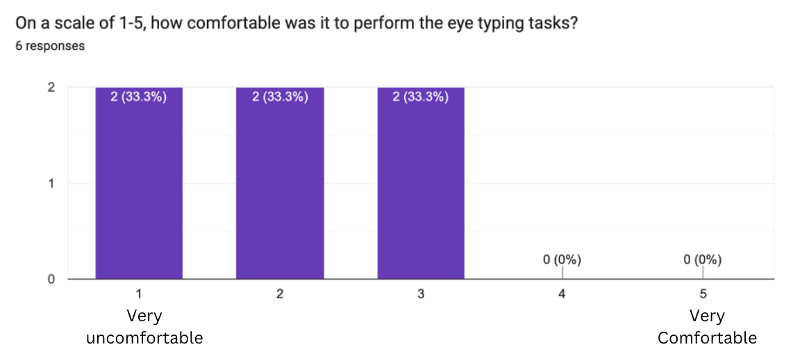 On a scale of 1-5, how comfortable was it to perform the eye typing tasks?
6 responses
2
2 (33.3%)
2 (33.3%)
2 (33.3%)
1
0 (0%)
0 (0%)
0
1
2
3
4
5
Very
uncomfortable
Very
Comfortable